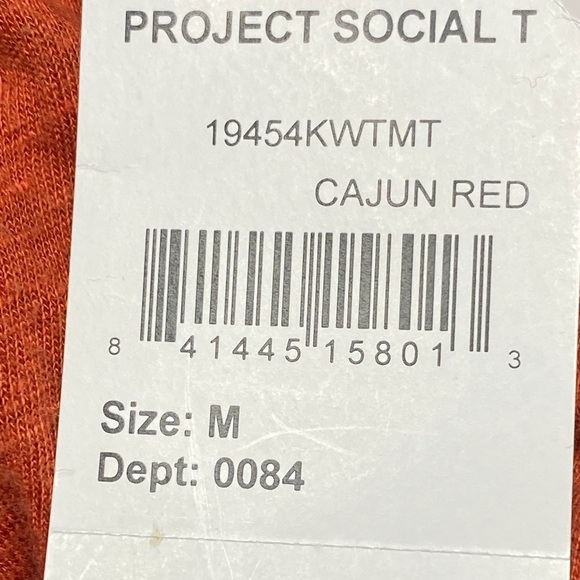 PROJECT SOCIAL T
19454KWTMT
CAJUN RED
8 41445 15801 3
Size: M
Dept: 0084